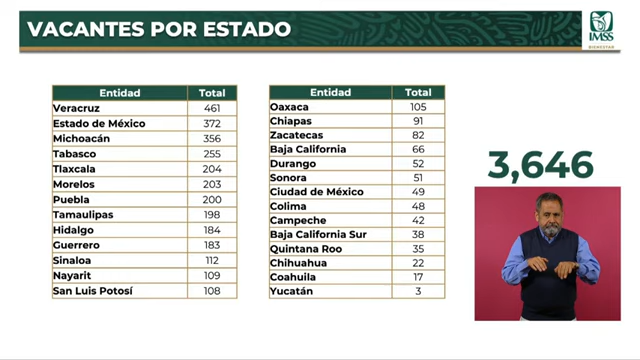 VACANTES POR ESTADO
IMSS
BIENESTAR
Entidad Total
Veracruz 461
Estado de México 372
Michoacán 356
Tabasco 255
Tlaxcala 204
Morelos 203
Puebla 200
Tamaulipas 198
Hidalgo 184
Guerrero 183
Sinaloa 112
Nayarit 109
San Luis Potosí 108
Entidad Total
Oaxaca 105
Chiapas 91
Zacatecas 82
Baja California 66
Durango 52
Sonora 51
Ciudad de México 49
Colima 48
Campeche 42
Baja California Sur 38
Quintana Roo 35
Chihuahua 22
Coahuila 17
Yucatán 3
3,646